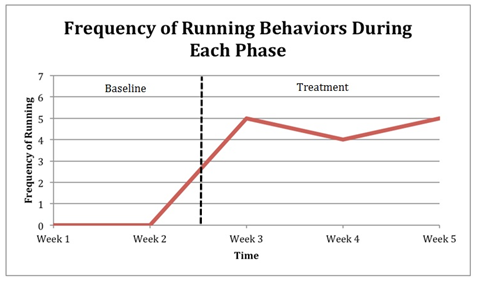 Frequency of Running Behaviors During
Each Phase
Frequency of Running
7
6
5
4
3
2
1
0
Baseline
Treatment
Week 1
Week 2
Week 3
Week 4
Week 5
Time